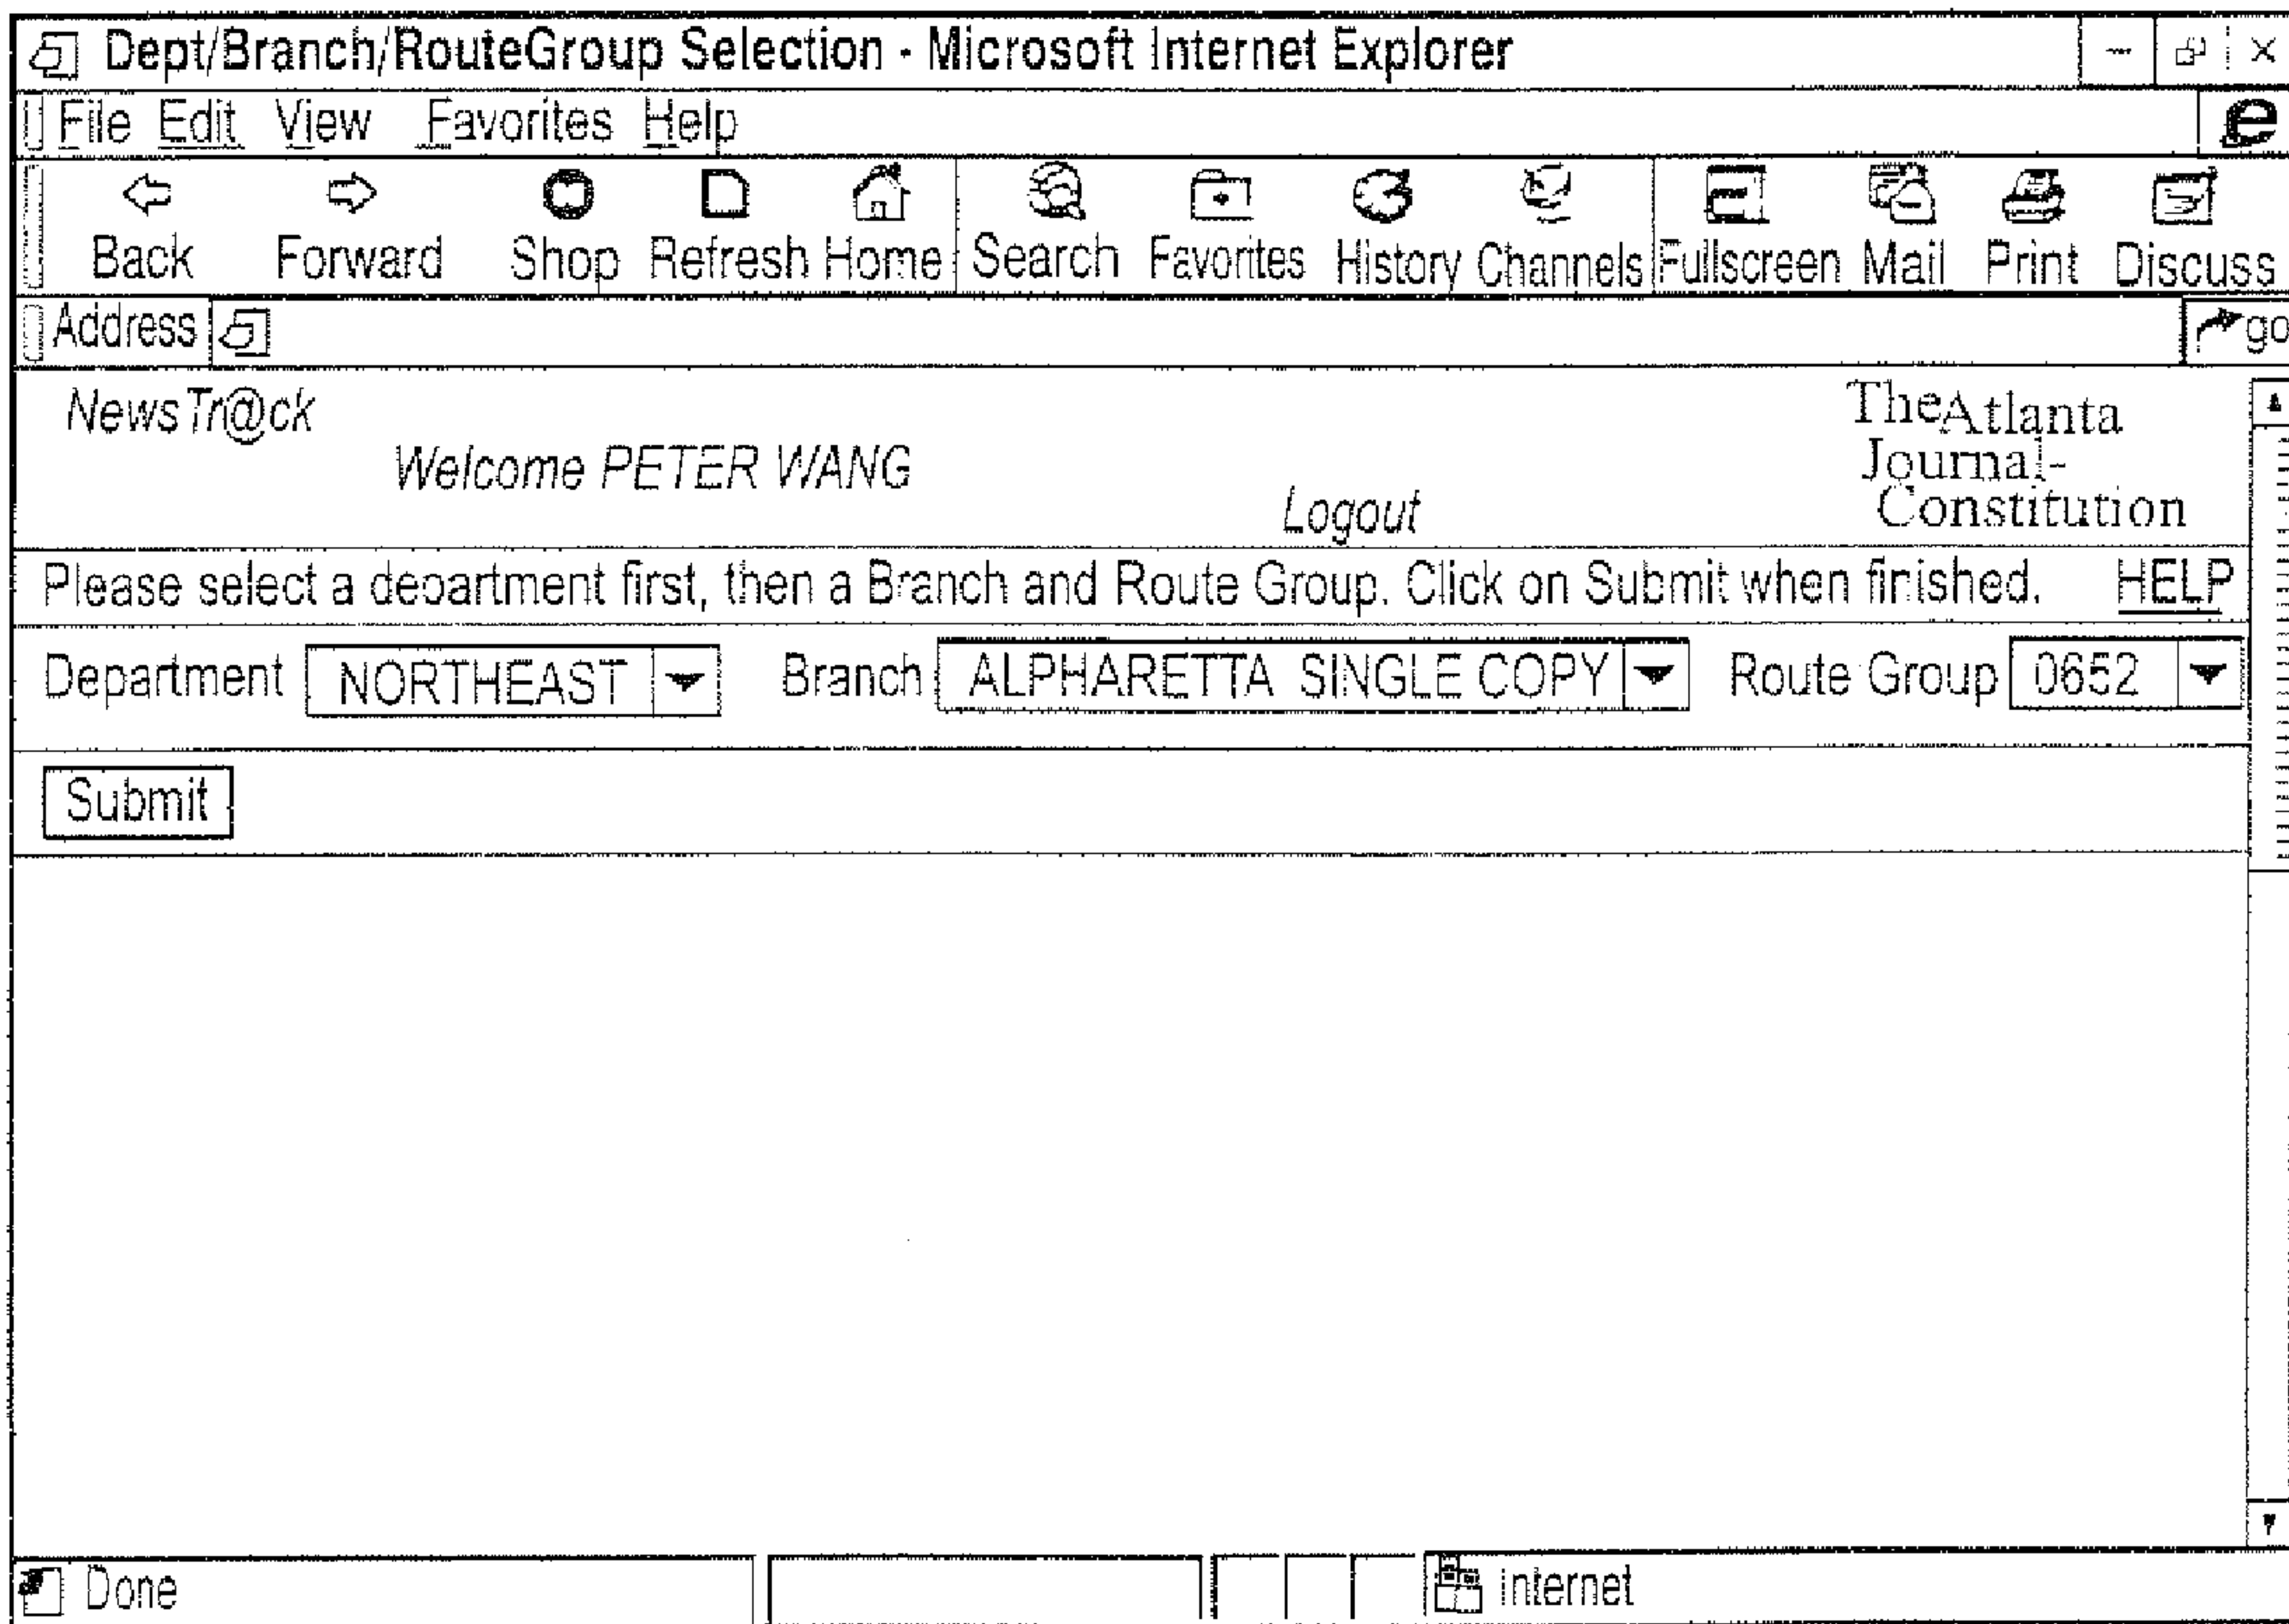 Dept/Branch/RouteGroup Selection - Microsoft Internet Explorer
File Edit View Favorites Help
Back Forward Shop Refresh Home Search Favorites History Channels Fullscreen Mail Print Discuss
Address go
NewsTr@ck
Welcome PETER WANG
Logout
The Atlanta
Journal-
Constitution
Please select a department first, then a Branch and Route Group. Click on Submit when finished. HELP
Department NORTHEAST Branch ALPHARETTA SINGLE COPY Route Group 0652
Submit
Done internet